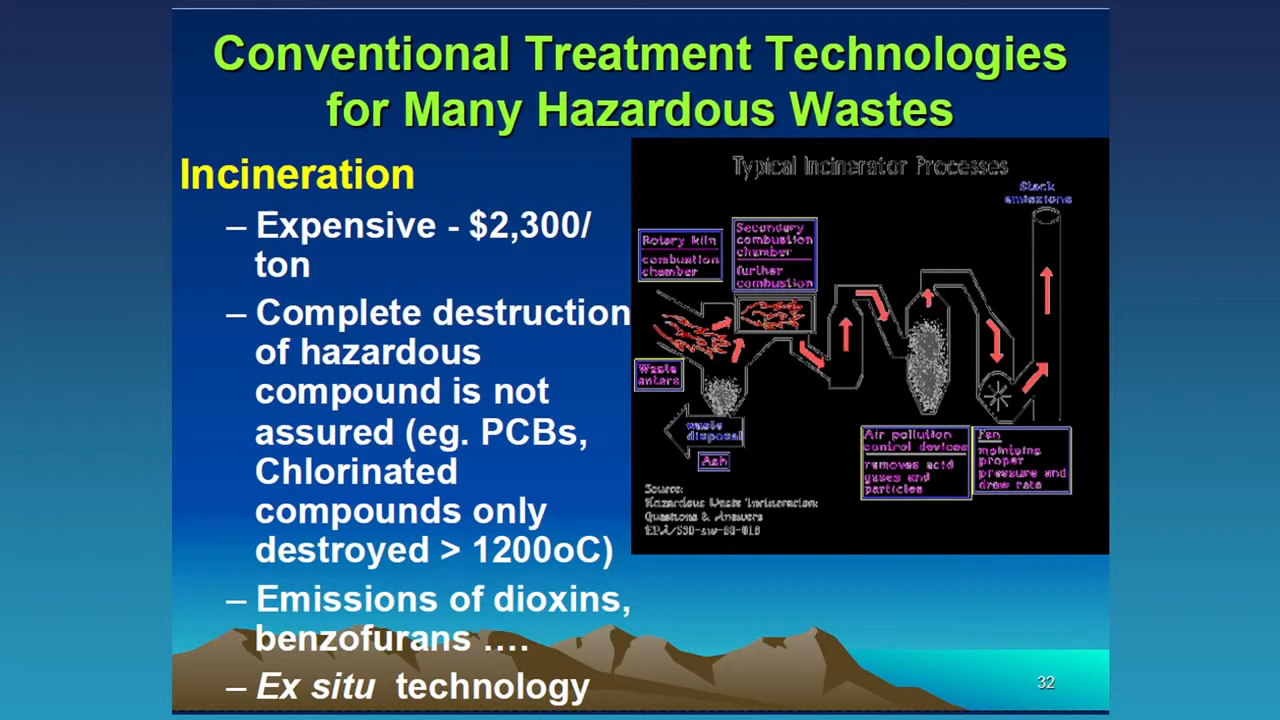 Conventional Treatment Technologies
for Many Hazardous Wastes
Incineration
– Expensive - $2,300/
ton
– Complete destruction
of hazardous
compound is not
assured (eg. PCBs,
Chlorinated
compounds only
destroyed > 1200oC)
– Emissions of dioxins,
benzofurans ….
– Ex situ technology
Typical Incinerator Processes
Stack
emissions
Rotary kiln
combustion
chamber
Secondary
combustion
chamber
further
combustion
Waste
enters
waste
disposal
Ash
Air pollution
control devices
removes acid
gases and
particles
Fan
maintains
proper
pressure and
draw rate
Source:
Hazardous Waste Incineration:
Questions & Answers
32